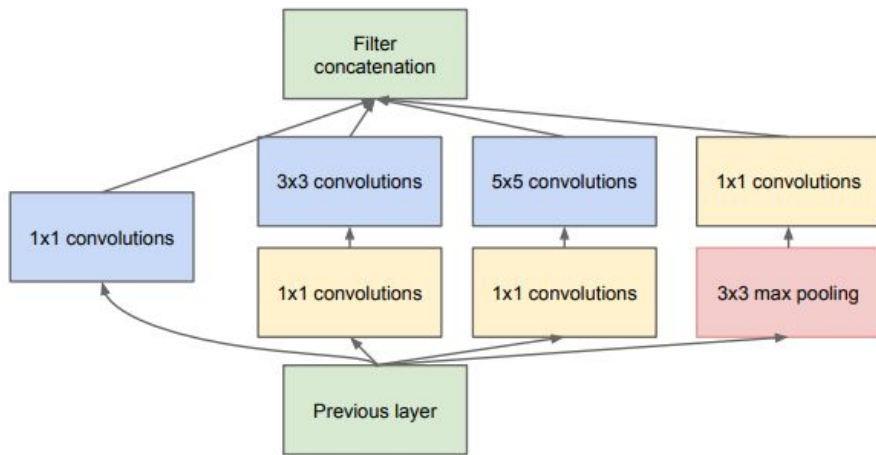 Filter
concatenation
3x3 convolutions
5x5 convolutions
1x1 convolutions
1x1 convolutions
1x1 convolutions
1x1 convolutions
3x3 max pooling
Previous layer